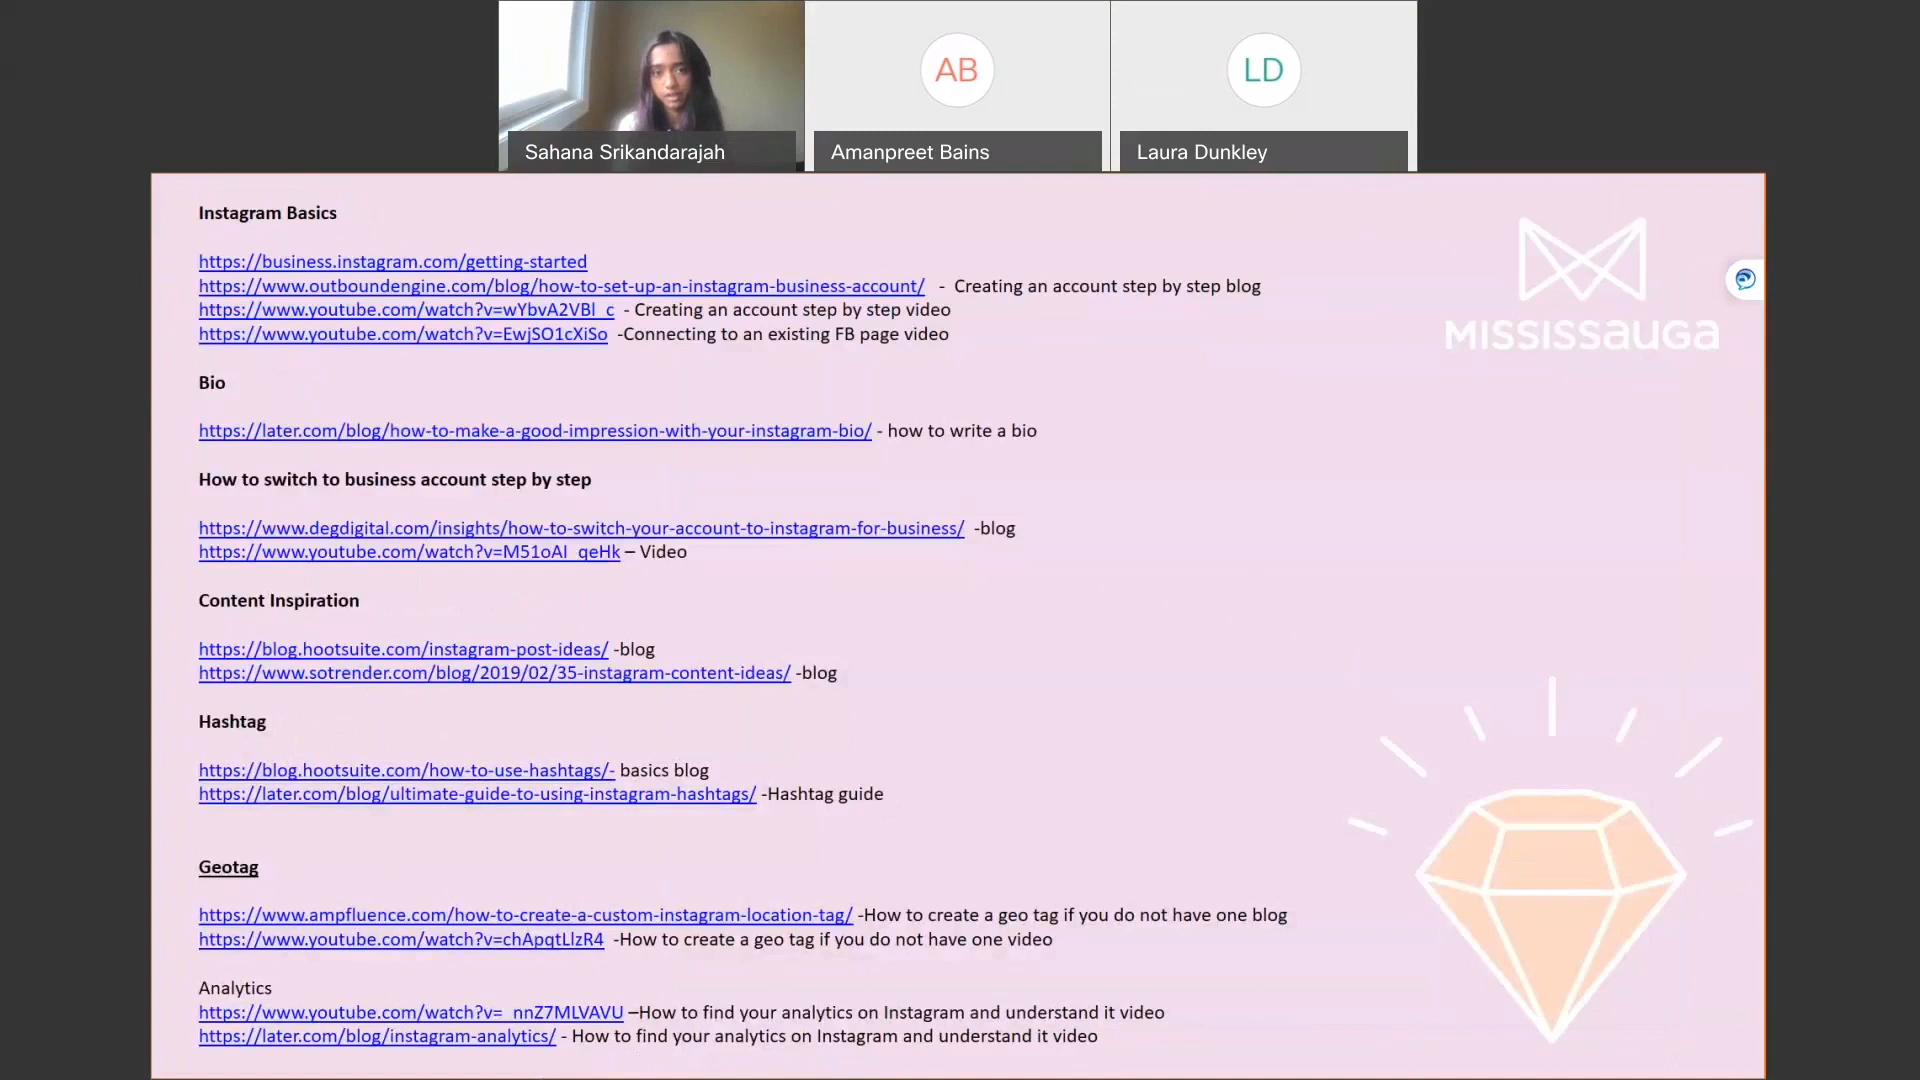 AB
LD
Sahana Srikandarajah
Amanpreet Bains
Laura Dunkley
Instagram Basics
https://business.instagram.com/getting-started
https://www.outboundengine.com/blog/how-to-set-up-an-instagram-business-account/ - Creating an account step by step blog
https://www.youtube.com/watch?v=wYbvA2VBl_c - Creating an account step by step video
https://www.youtube.com/watch?v=EwjSO1cXiSo -Connecting to an existing FB page video
MISSISSauGa
Bio
https://later.com/blog/how-to-make-a-good-impression-with-your-instagram-bio/ - how to write a bio
How to switch to business account step by step
https://www.degdigital.com/insights/how-to-switch-your-account-to-instagram-for-business/ -blog
https://www.youtube.com/watch?v=M51oAI_qeHk – Video
Content Inspiration
https://blog.hootsuite.com/instagram-post-ideas/ -blog
https://www.sotrender.com/blog/2019/02/35-instagram-content-ideas/ -blog
Hashtag
https://blog.hootsuite.com/how-to-use-hashtags/- basics blog
https://later.com/blog/ultimate-guide-to-using-instagram-hashtags/ -Hashtag guide
Geotag
https://www.ampfluence.com/how-to-create-a-custom-instagram-location-tag/ -How to create a geo tag if you do not have one blog
https://www.youtube.com/watch?v=chApqtLlzR4 -How to create a geo tag if you do not have one video
Analytics
https://www.youtube.com/watch?v=_nnZ7MLVAVU –How to find your analytics on Instagram and understand it video
https://later.com/blog/instagram-analytics/ - How to find your analytics on Instagram and understand it video